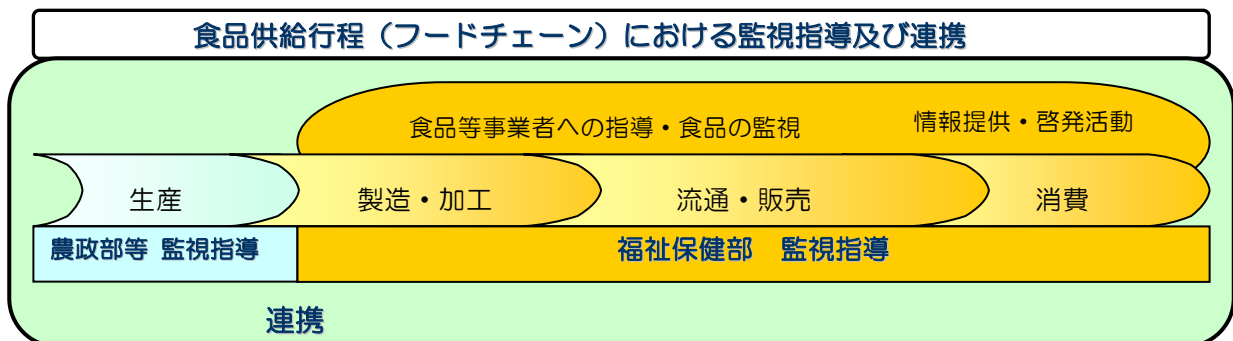 食品供給行程（フードチェーン）における監視指導及び連携
食品等事業者への指導・食品の監視
情報提供・啓発活動
生産
製造・加工
流通・販売
消費
農政部等 監視指導
福祉保健部　監視指導
連携